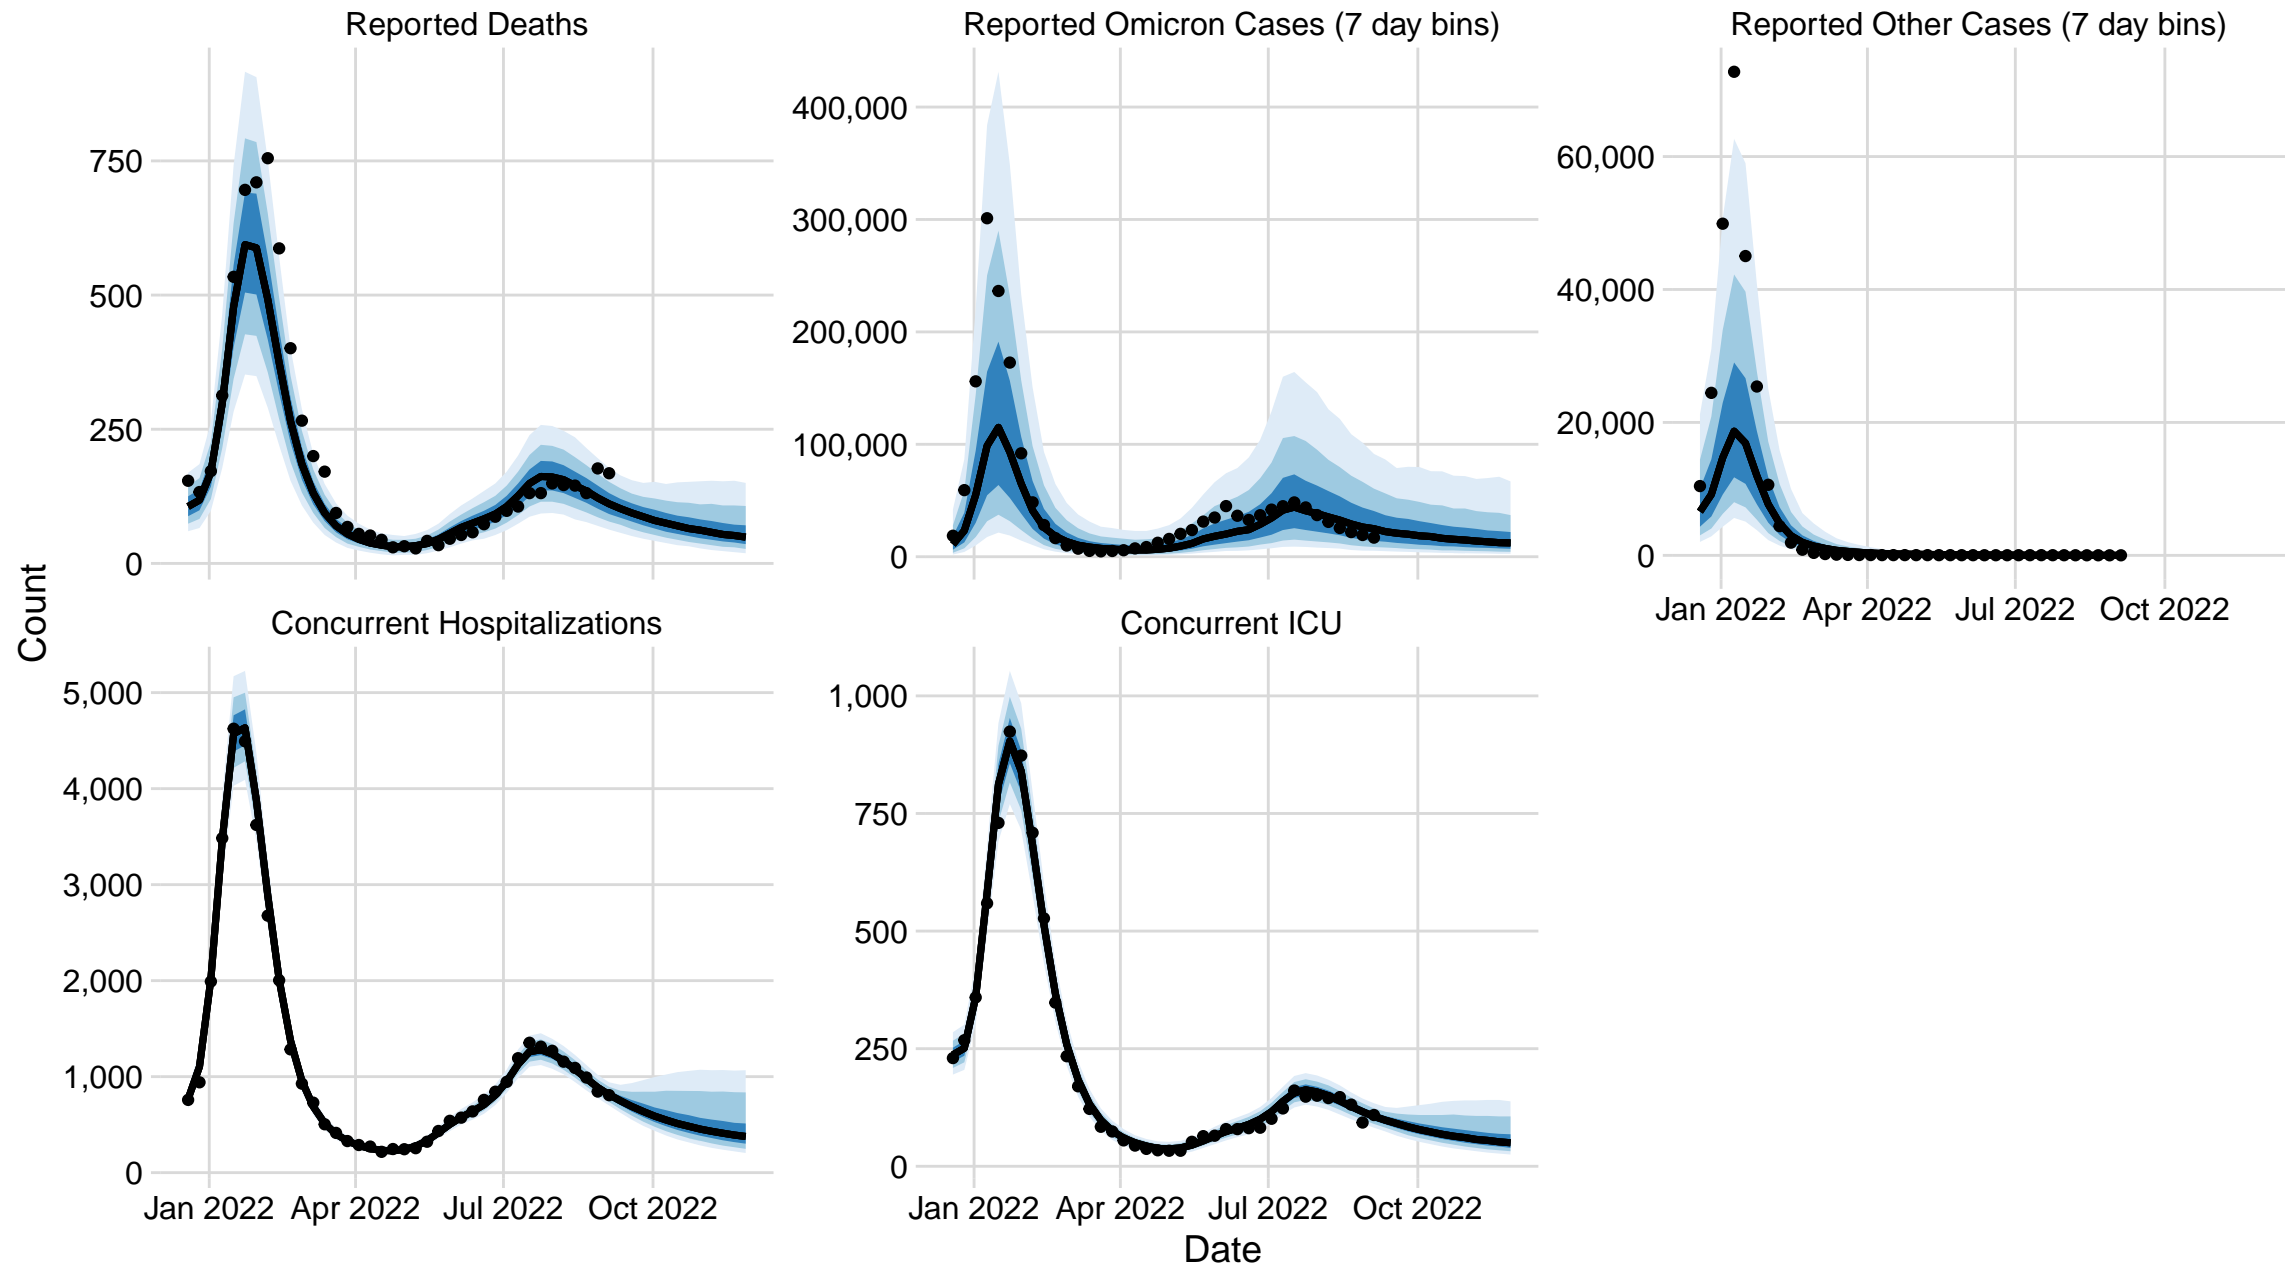 Reported Deaths
Reported Omicron Cases (7 day bins)
Reported Other Cases (7 day bins)
750
500
250
0
400,000
300,000
200,000
100,000
0
60,000
40,000
20,000
0
Jan 2022 Apr 2022 Jul 2022 Oct 2022
Count
Concurrent Hospitalizations
Concurrent ICU
5,000
4,000
3,000
2,000
1,000
0
1,000
750
500
250
0
Jan 2022 Apr 2022 Jul 2022 Oct 2022
Jan 2022 Apr 2022 Jul 2022 Oct 2022
Date